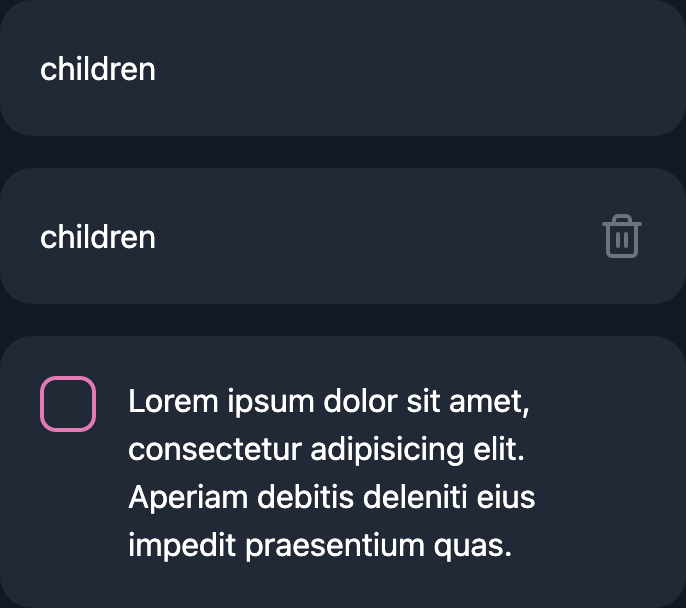 children
children
Lorem ipsum dolor sit amet,
consectetur adipisicing elit.
Aperiam debitis deleniti eius
impedit praesentium quas.